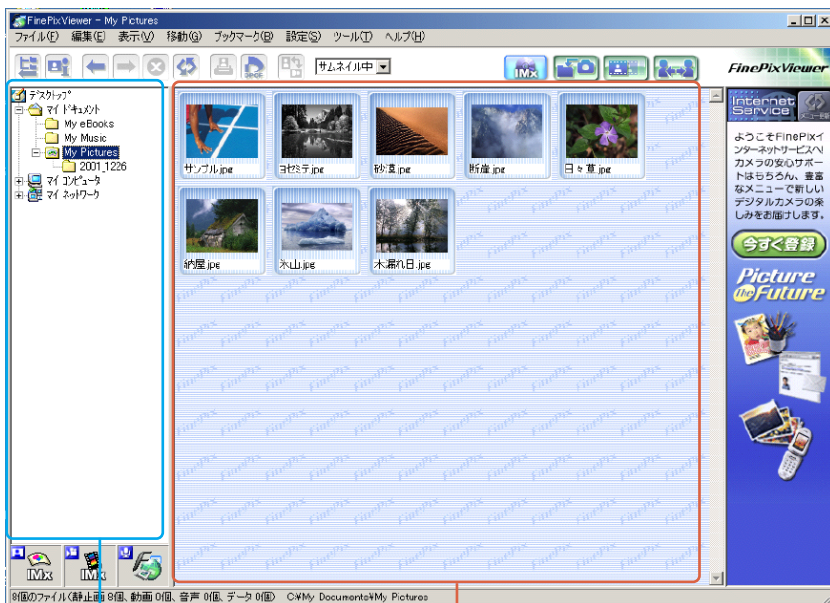 FinePixViewer - My Pictures
ファイル(F) 編集(E) 表示(V) 移動(G) ブックマーク(B) 設定(S) ツール(T) ヘルプ(H)
サムネイル中
IMx
FinePixViewer
デスクトップ
マイ ドキュメント
My eBooks
My Music
My Pictures
2001_1226
マイ コンピュータ
マイ ネットワーク
サンプル.jpg
ヨセミテ.jpg
砂漠.jpg
断崖.jpg
日々草.jpg
納屋.jpg
氷山.jpg
木漏れ日.jpg
Internet
Service
ようこそFinePixイ
ンターネットサービスへ!
カメラの安心サポー
トはもちろん、豊富
なメニューで新しい
デジタルカメラの楽
しみをお届けします。
今すぐ登録
Picture
The Future
IMx
IMx
8個のファイル(静止画 8個、動画 0個、音声 0個、データ 0個) C:¥My Documents¥My Pictures